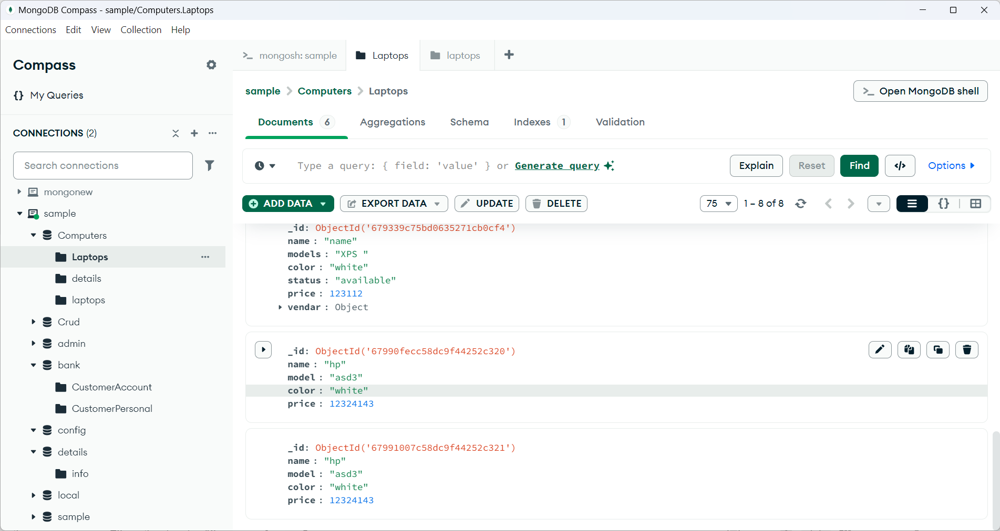 MongoDB Compass - sample/Computers.Laptops
Connections Edit View Collection Help
Compass
My Queries
CONNECTIONS (2)
Search connections
mongonew
sample
Computers
Laptops
details
laptops
Crud
admin
bank
CustomerAccount
CustomerPersonal
config
details
info
local
sample
mongosh: sample
Laptops
laptops
sample > Computers > Laptops
>_ Open MongoDB shell
Documents 6 Aggregations Schema Indexes 1 Validation
Type a query: { field: 'value' } or Generate query
Explain Reset Find </> Options
ADD DATA EXPORT DATA UPDATE DELETE 75 1 – 8 of 8
_id: ObjectId('679339c75bd0635271cb0cf4')
name : "name"
models : "XPS "
color : "white"
status : "available"
price : 123112
vendar : Object
_id: ObjectId('67990fecc58dc9f44252c320')
name : "hp"
model : "asd3"
color : "white"
price : 12324143
_id: ObjectId('67991007c58dc9f44252c321')
name : "hp"
model : "asd3"
color : "white"
price : 12324143